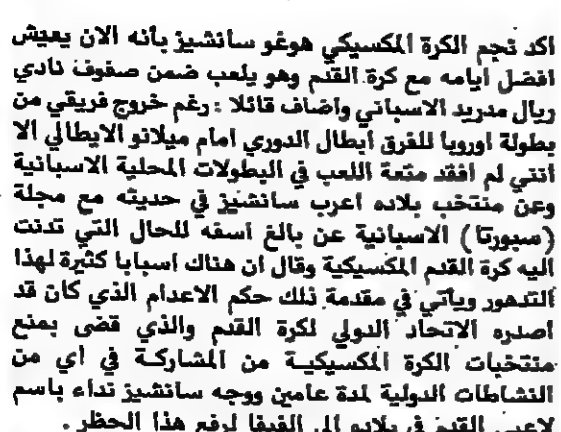 اكد نجم الكرة المكسيكي هوغو سانشيز بأنه الان يعيش
افضل ايامه مع كرة القدم وهو يلعب ضمن صفوف نادي
ريال مدريد الاسباني واضاف قائلا : رغم خروج فريقي من
بطولة اوروبا للفرق ابطال الدوري امام ميلانو الايطالي الا
انني لم افقد متعة اللعب في البطولات المحلية الاسبانية
وعن منتخب بلاده اعرب سانشيز في حديثه مع مجلة
(سبورتا) الاسبانية عن بالغ اسفه للحال التي تدنت
اليه كرة القدم المكسيكية وقال ان هناك اسبابا كثيرة لهذا
التدهور ويأتي في مقدمة ذلك حكم الاعدام الذي كان قد
اصدره الاتحاد الدولي لكرة القدم والذي قضى بمنع
منتخبات الكرة المكسيكية من المشاركة في اي من
النشاطات الدولية لمدة عامين ووجه سانشيز نداء باسم
لاعبي القدم في بلاده الى الفيفا لرفع هذا الحظر .